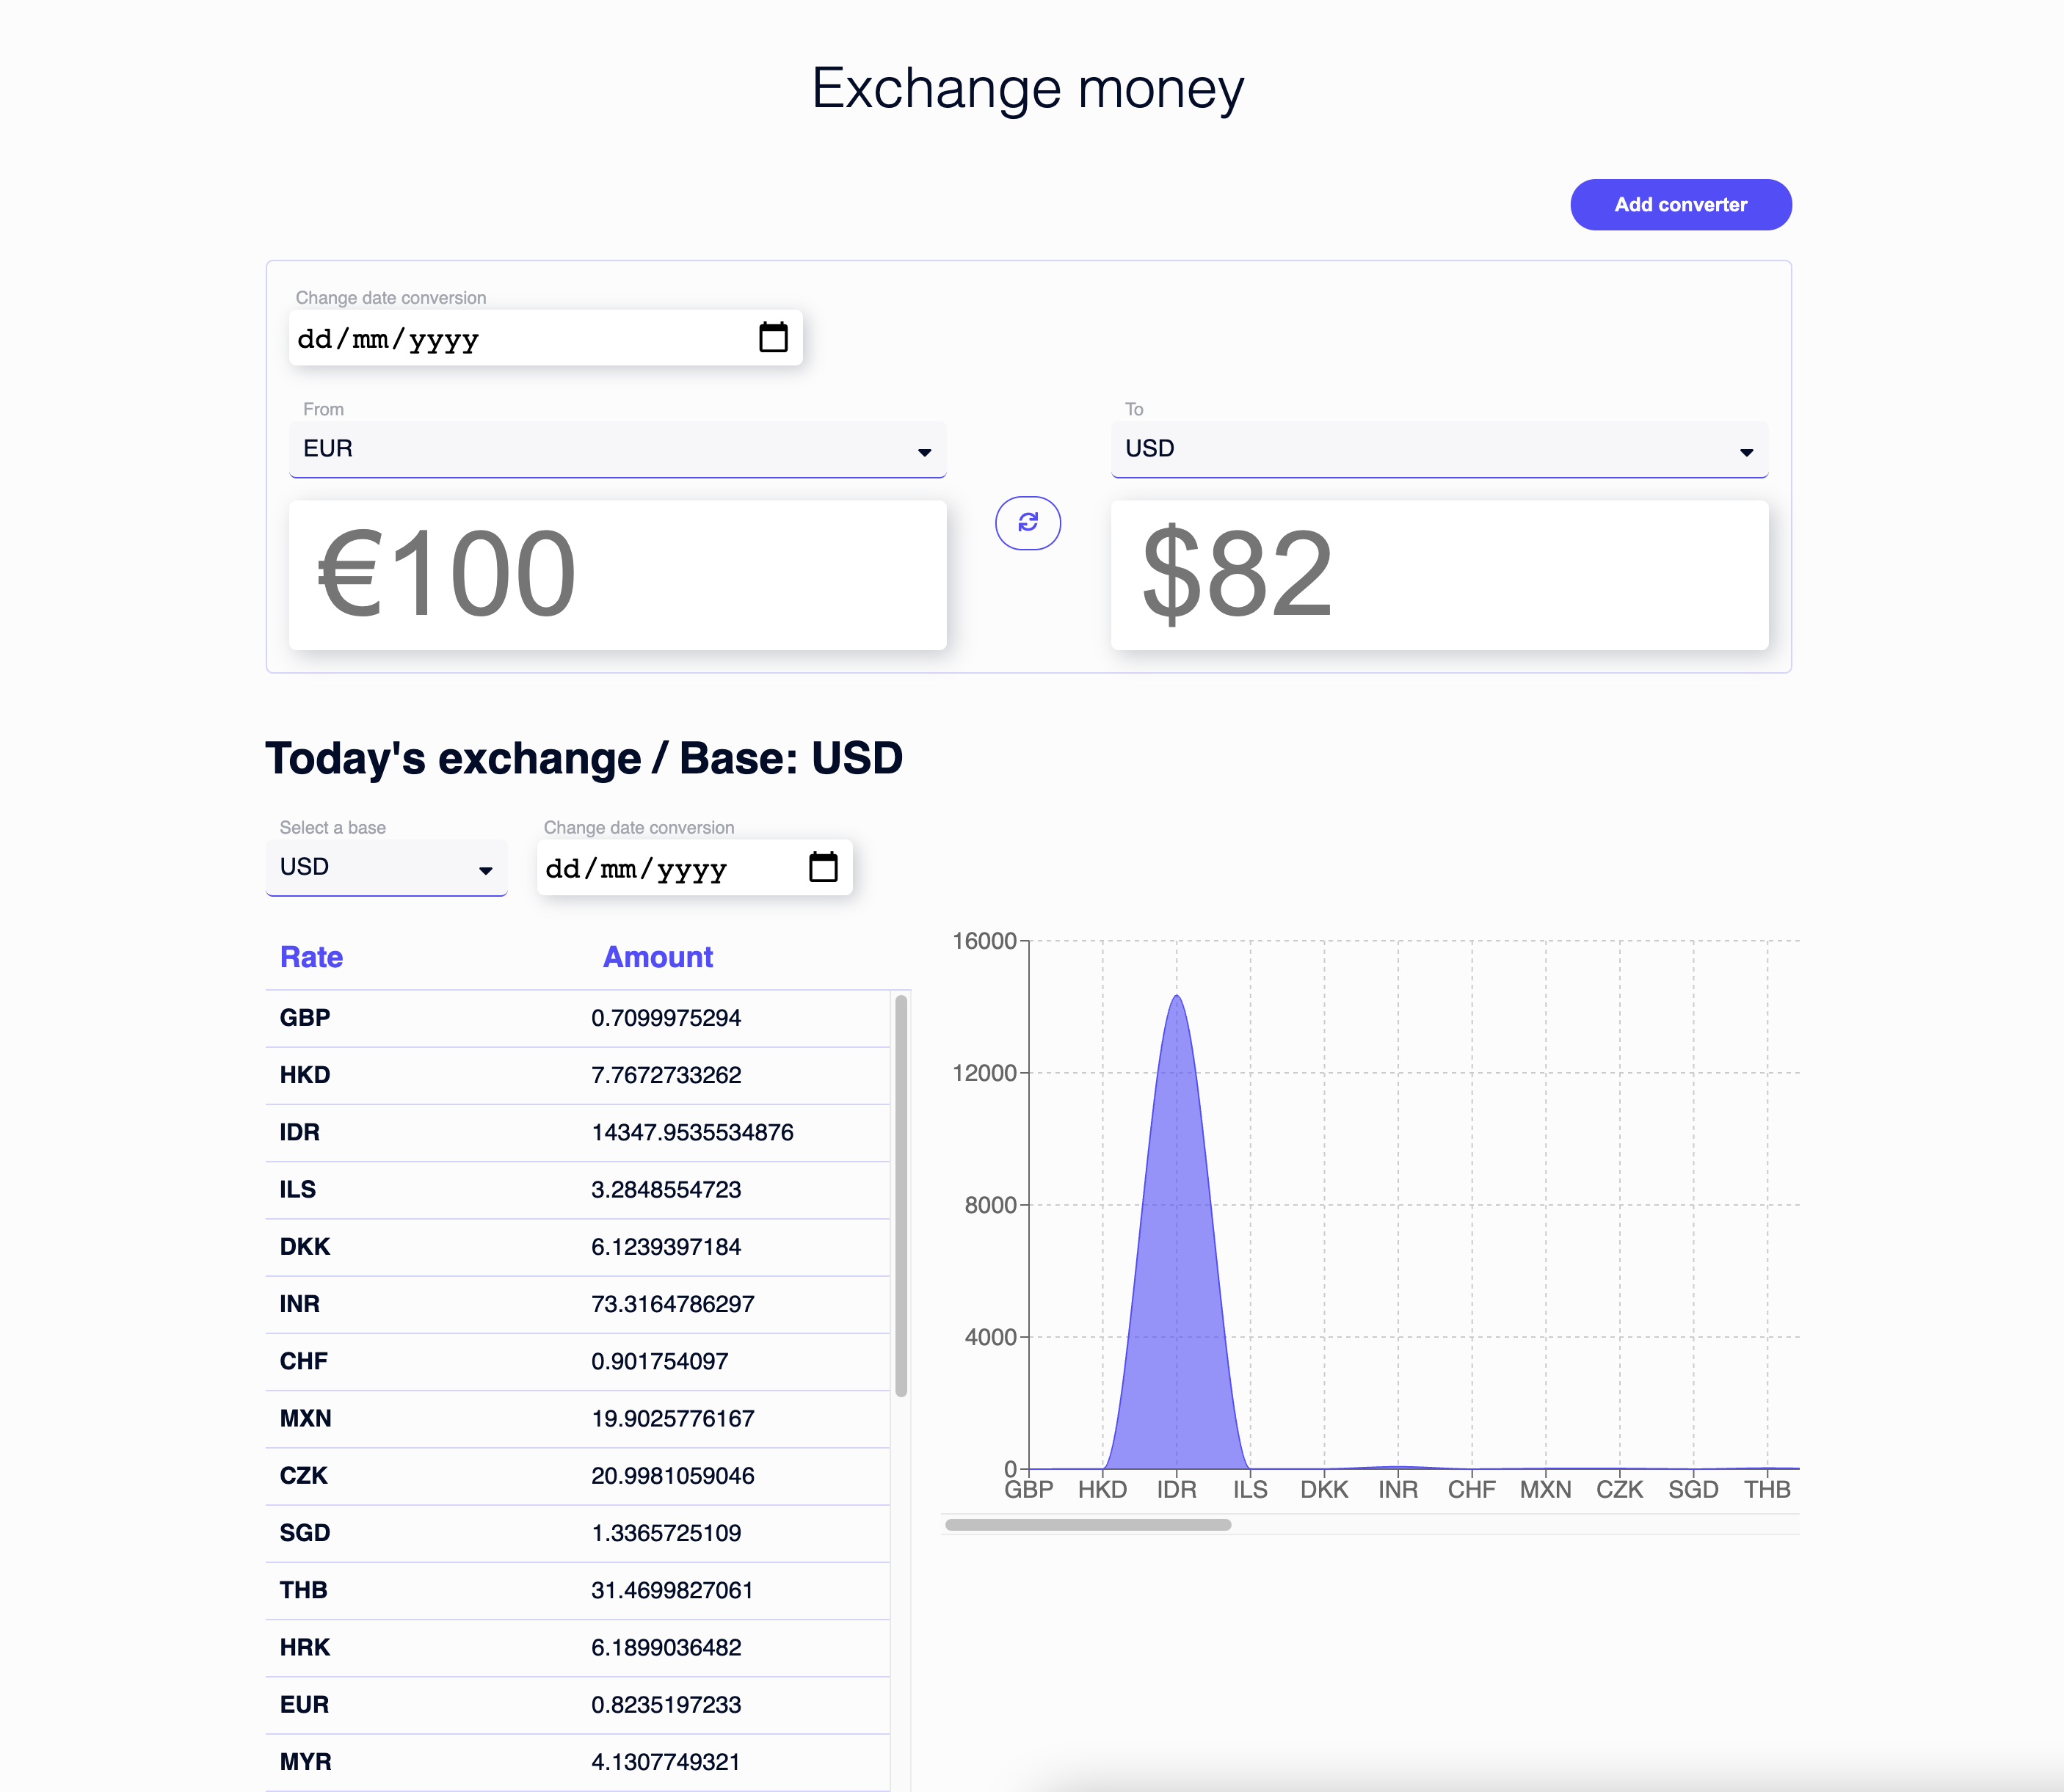 Exchange money
Add converter
Change date conversion
dd/mm/yyyy
From
To
EUR
USD
€100
$82
Today's exchange / Base: USD
Select a base
Change date conversion
USD
dd/mm/yyyy
Rate Amount
GBP 0.7099975294
HKD 7.7672733262
IDR 14347.9535534876
ILS 3.2848554723
DKK 6.1239397184
INR 73.3164786297
CHF 0.901754097
MXN 19.9025776167
CZK 20.9981059046
SGD 1.3365725109
THB 31.4699827061
HRK 6.1899036482
EUR 0.8235197233
MYR 4.1307749321
16000
12000
8000
4000
0
GBP HKD IDR ILS DKK INR CHF MXN CZK SGD THB